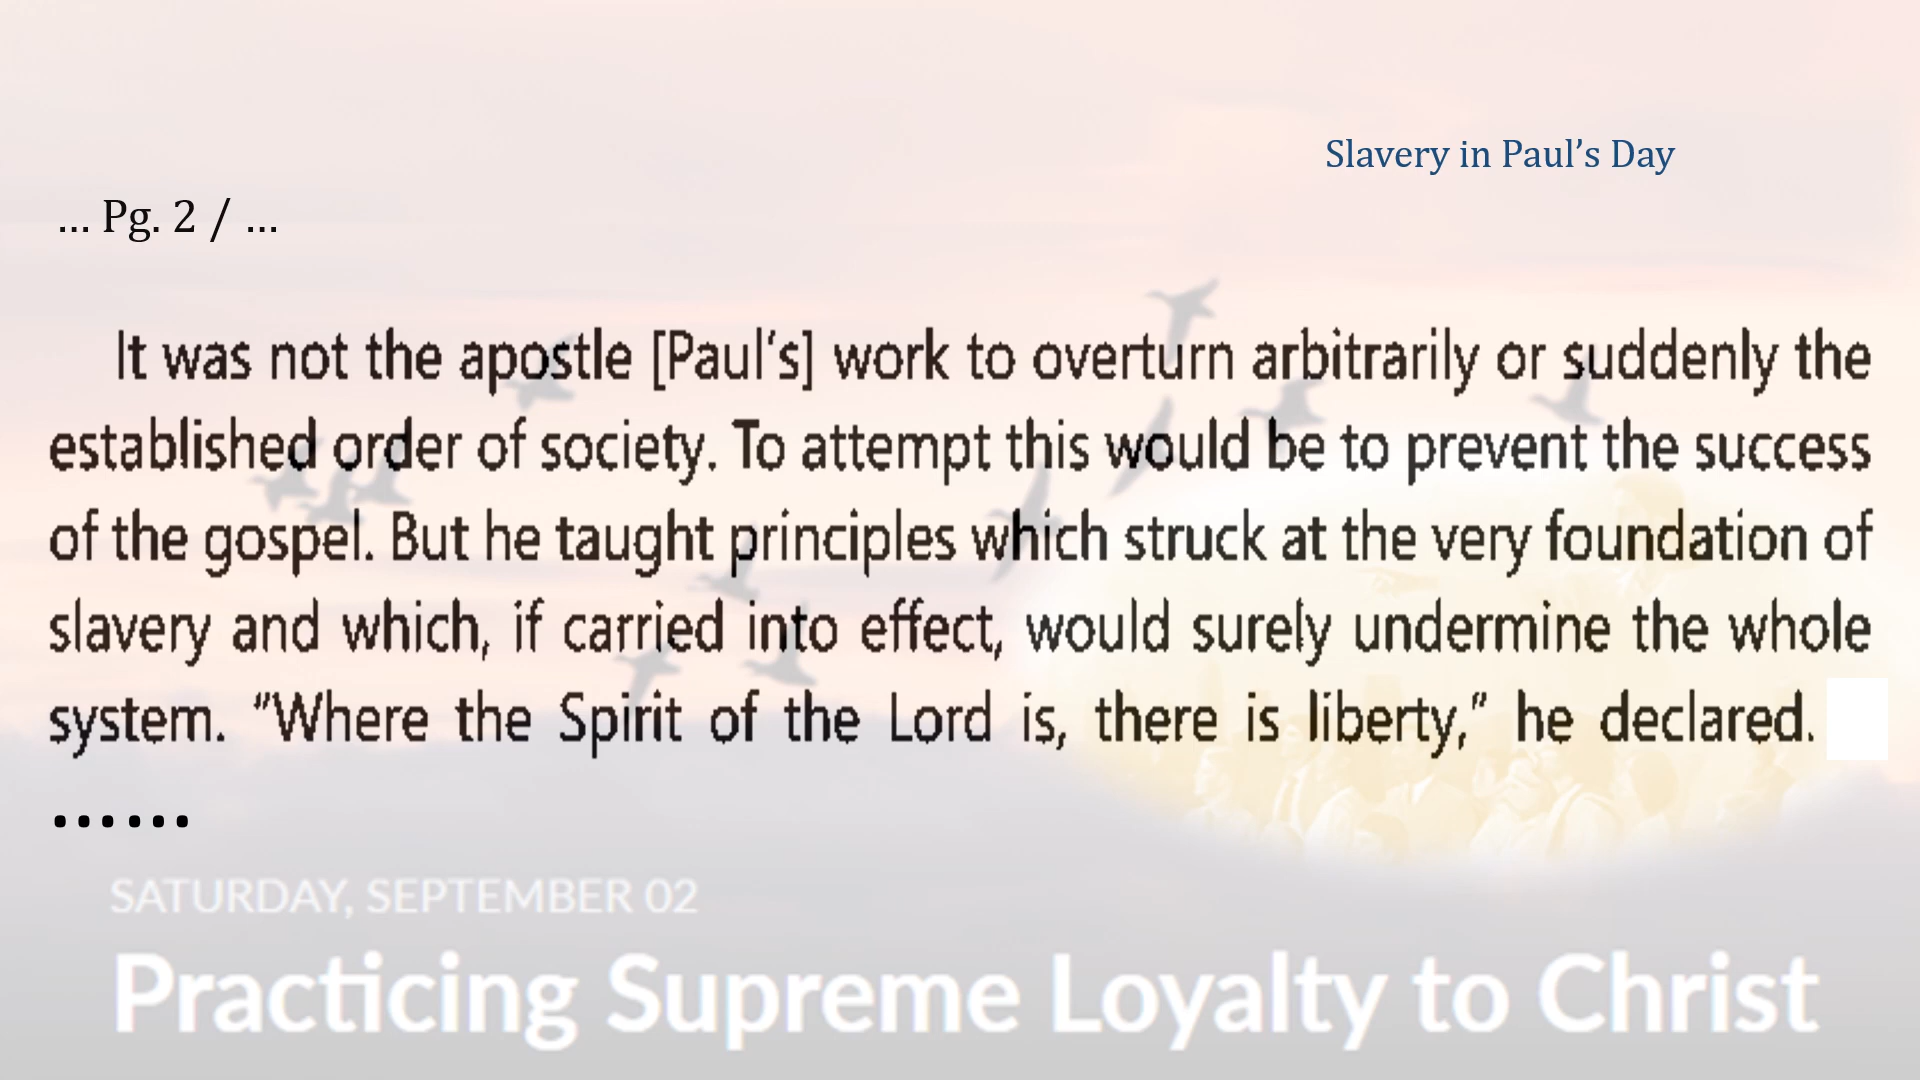 Slavery in Paul’s Day
... Pg. 2 / ...
It was not the apostle [Paul’s] work to overturn arbitrarily or suddenly the
established order of society. To attempt this would be to prevent the success
of the gospel. But he taught principles which struck at the very foundation of
slavery and which, if carried into effect, would surely undermine the whole
system. “Where the Spirit of the Lord is, there is liberty,” he declared.
......
SATURDAY, SEPTEMBER 02
Practicing Supreme Loyalty to Christ